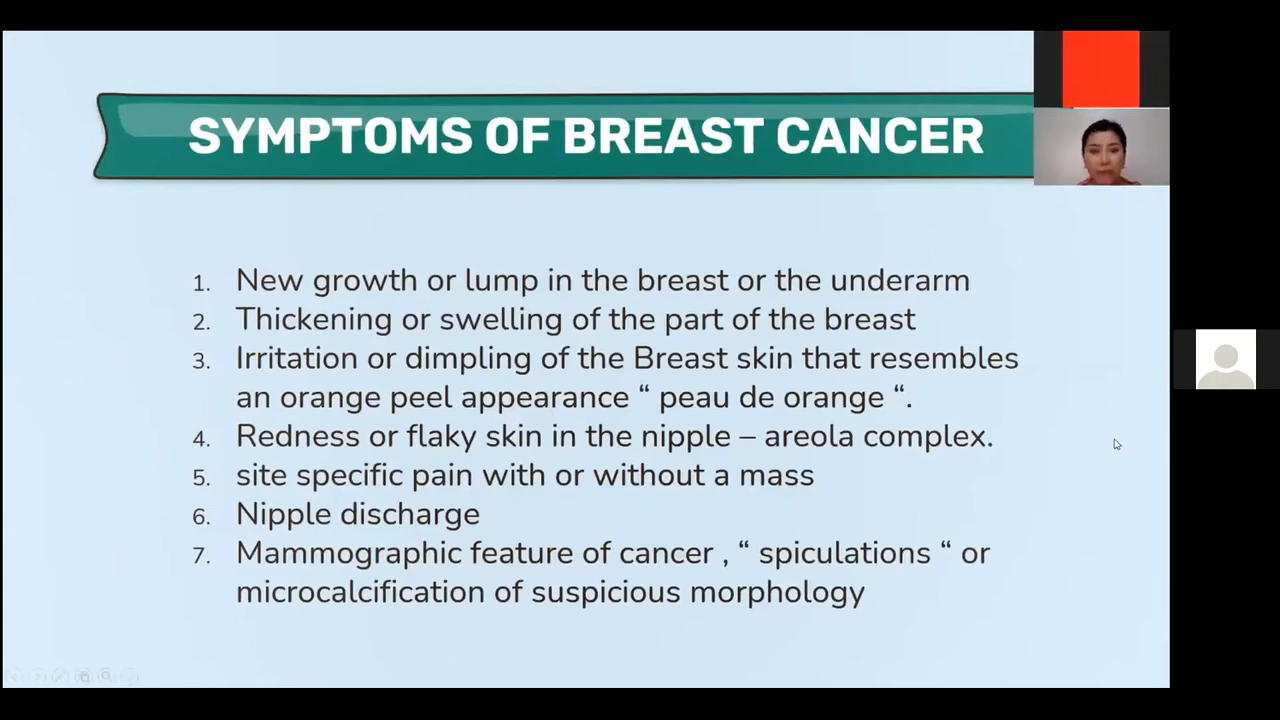 SYMPTOMS OF BREAST CANCER
1. New growth or lump in the breast or the underarm
2. Thickening or swelling of the part of the breast
3. Irritation or dimpling of the Breast skin that resembles
an orange peel appearance “ peau de orange “.
4. Redness or flaky skin in the nipple – areola complex.
5. site specific pain with or without a mass
6. Nipple discharge
7. Mammographic feature of cancer , “ spiculations “ or
microcalcification of suspicious morphology